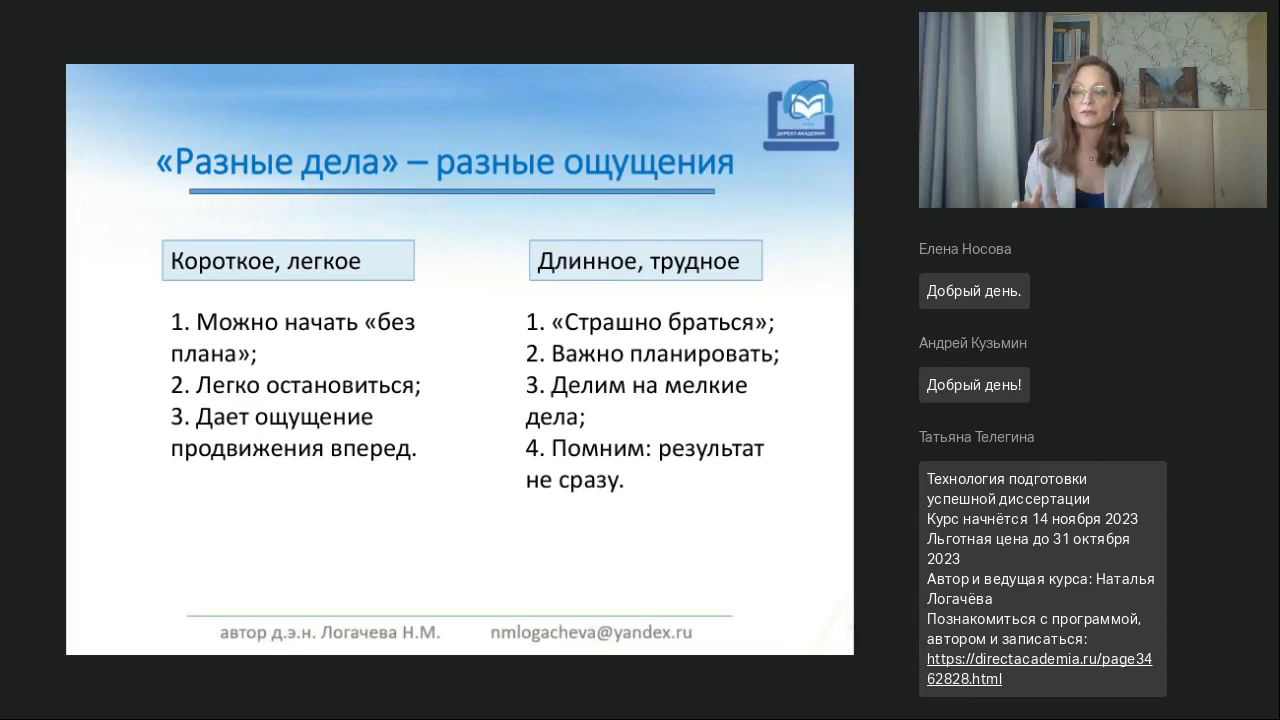 ДИРЕКТ-АКАДЕМИЯ
«Разные дела» – разные ощущения
Короткое, легкое
1. Можно начать «без
плана»;
2. Легко остановиться;
3. Дает ощущение
продвижения вперед.
Длинное, трудное
1. «Страшно браться»;
2. Важно планировать;
3. Делим на мелкие
дела;
4. Помним: результат
не сразу.
автор д.э.н. Логачева Н.М. nmlogacheva@yandex.ru
Елена Носова
Добрый день.
Андрей Кузьмин
Добрый день!
Татьяна Телегина
Технология подготовки
успешной диссертации
Курс начнётся 14 ноября 2023
Льготная цена до 31 октября
2023
Автор и ведущая курса: Наталья
Логачёва
Познакомиться с программой,
автором и записаться:
https://directacademia.ru/page34
62828.html